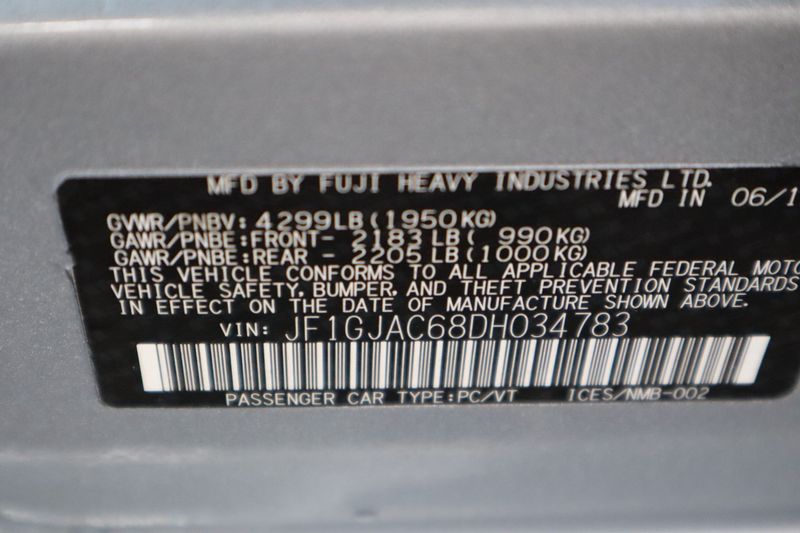 MFD BY FUJI HEAVY INDUSTRIES LTD.
MFD IN 06/1
GVWR/PNBV: 4299LB (1950KG)
GAWR/PNBE:FRONT- 2183 LB ( 990KG)
GAWR/PNBE:REAR - 2205 LB (1000KG)
THIS VEHICLE CONFORMS TO ALL APPLICABLE FEDERAL MOTO
VEHICLE SAFETY, BUMPER, AND THEFT PREVENTION STANDARDS
IN EFFECT ON THE DATE OF MANUFACTURE SHOWN ABOVE.
VIN: JF1GJAC68DH034783
PASSENGER CAR TYPE:PC/VT ICES/NMB-002